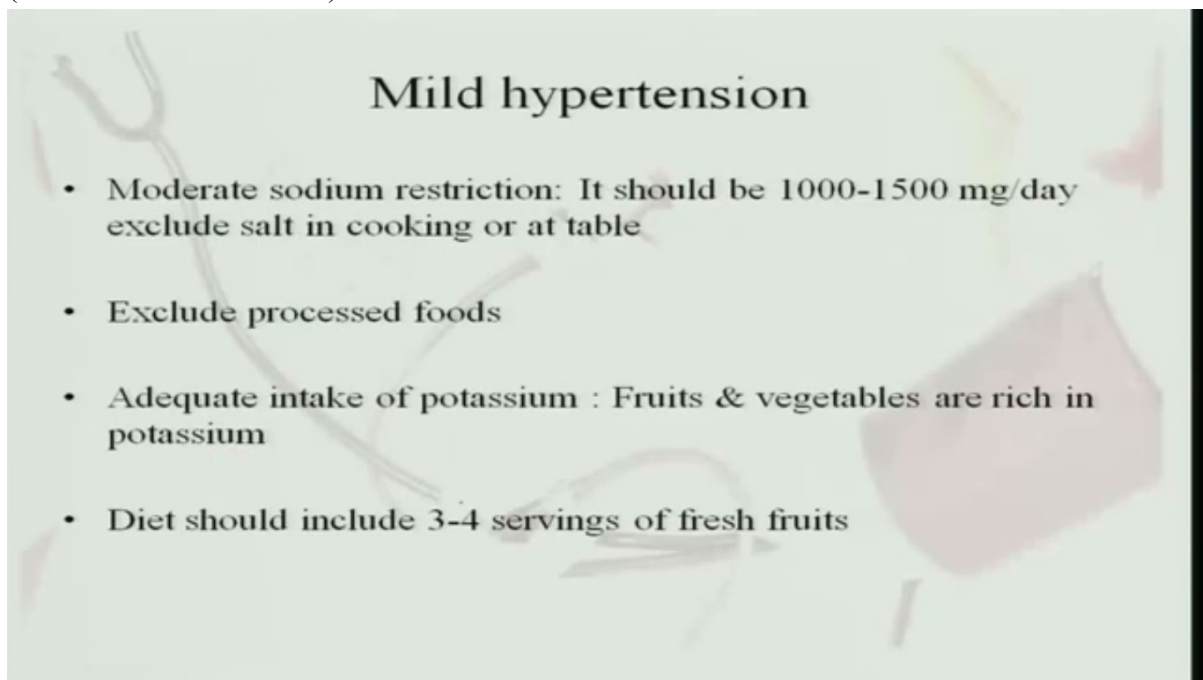 Mild hypertension
• Moderate sodium restriction: It should be 1000-1500 mg/day
exclude salt in cooking or at table
• Exclude processed foods
• Adequate intake of potassium : Fruits & vegetables are rich in
potassium
• Diet should include 3-4 servings of fresh fruits